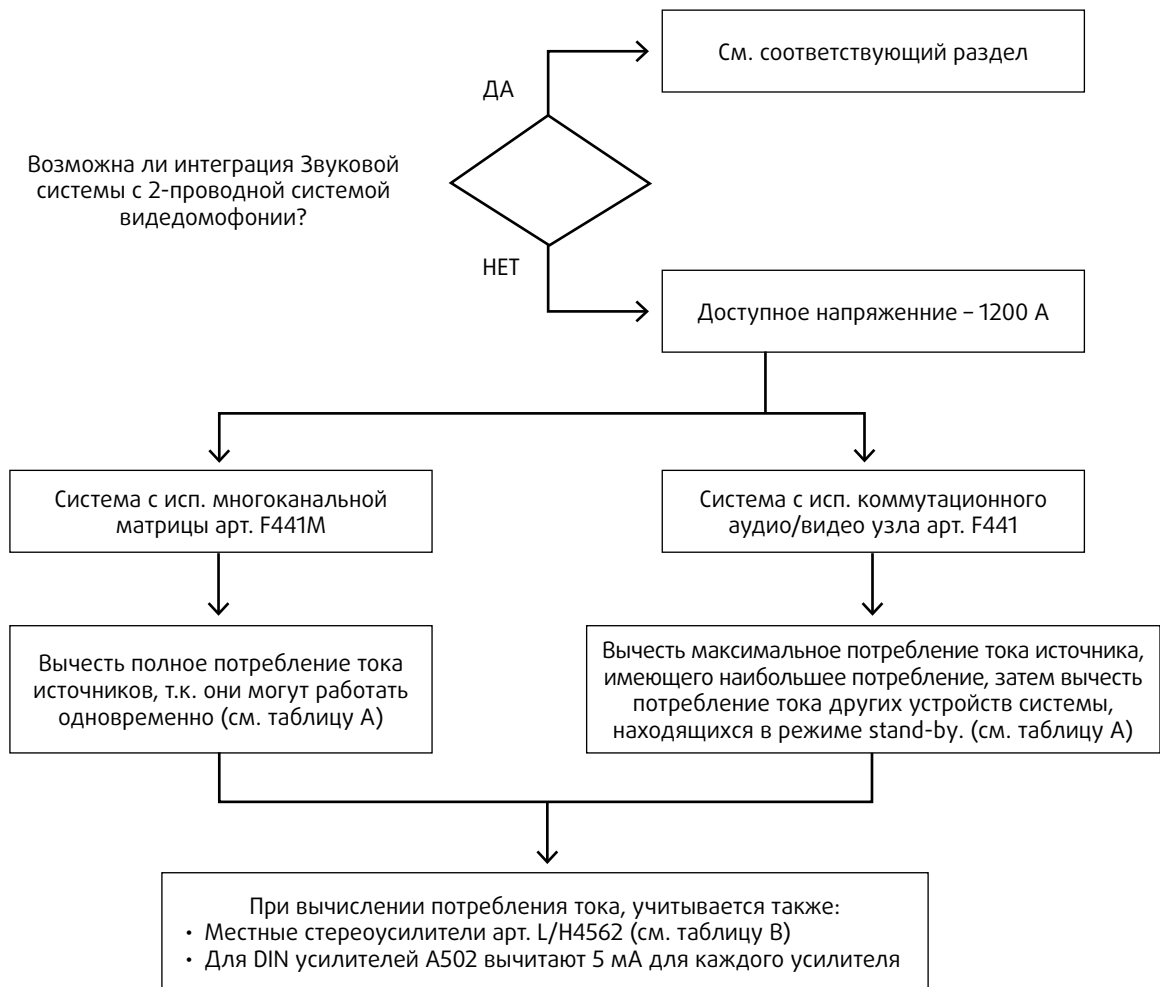 См. соответствующий раздел
ДА
Возможна ли интеграция Звуковой
системы с 2-проводной системой
видедомофонии?
НЕТ
Доступное напряженние – 1200 А
Система с исп. многоканальной
матрицы арт. F441M
Система с исп. коммутационного
аудио/видео узла арт. F441
Вычесть полное потребление тока
источников, т.к. они могут работать
одновременно (см. таблицу А)
Вычесть максимальное потребление тока источника,
имеющего наибольшее потребление, затем вычесть
потребление тока других устройств системы,
находящихся в режиме stand-by. (см. таблицу А)
При вычислении потребления тока, учитывается также:
• Местные стереоусилители арт. L/H4562 (см. таблицу В)
• Для DIN усилителей А502 вычитают 5 мА для каждого усилителя